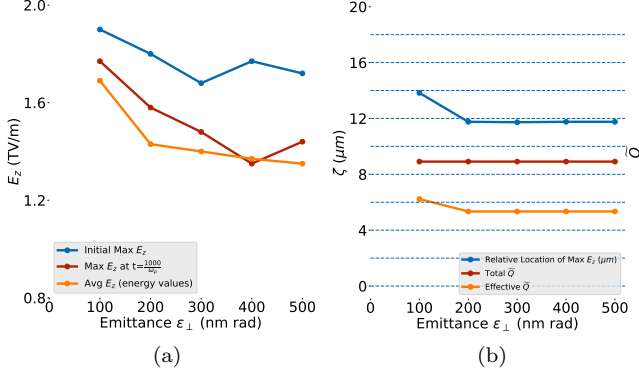 2.0
1.6
1.2
0.8
E_z (TV/m)
0 100 200 300 400 500
Emittance ε⊥ (nm rad)
Initial Max E_z
Max E_z at t=1000/ω_p
Avg E_z (energy values)
(a)
20
16
12
8
4
0
ζ (μm)
Q̃
0 100 200 300 400 500
Emittance ε⊥ (nm rad)
Relative Location of Max E_z (μm)
Total Q̃
Effective Q̃
(b)